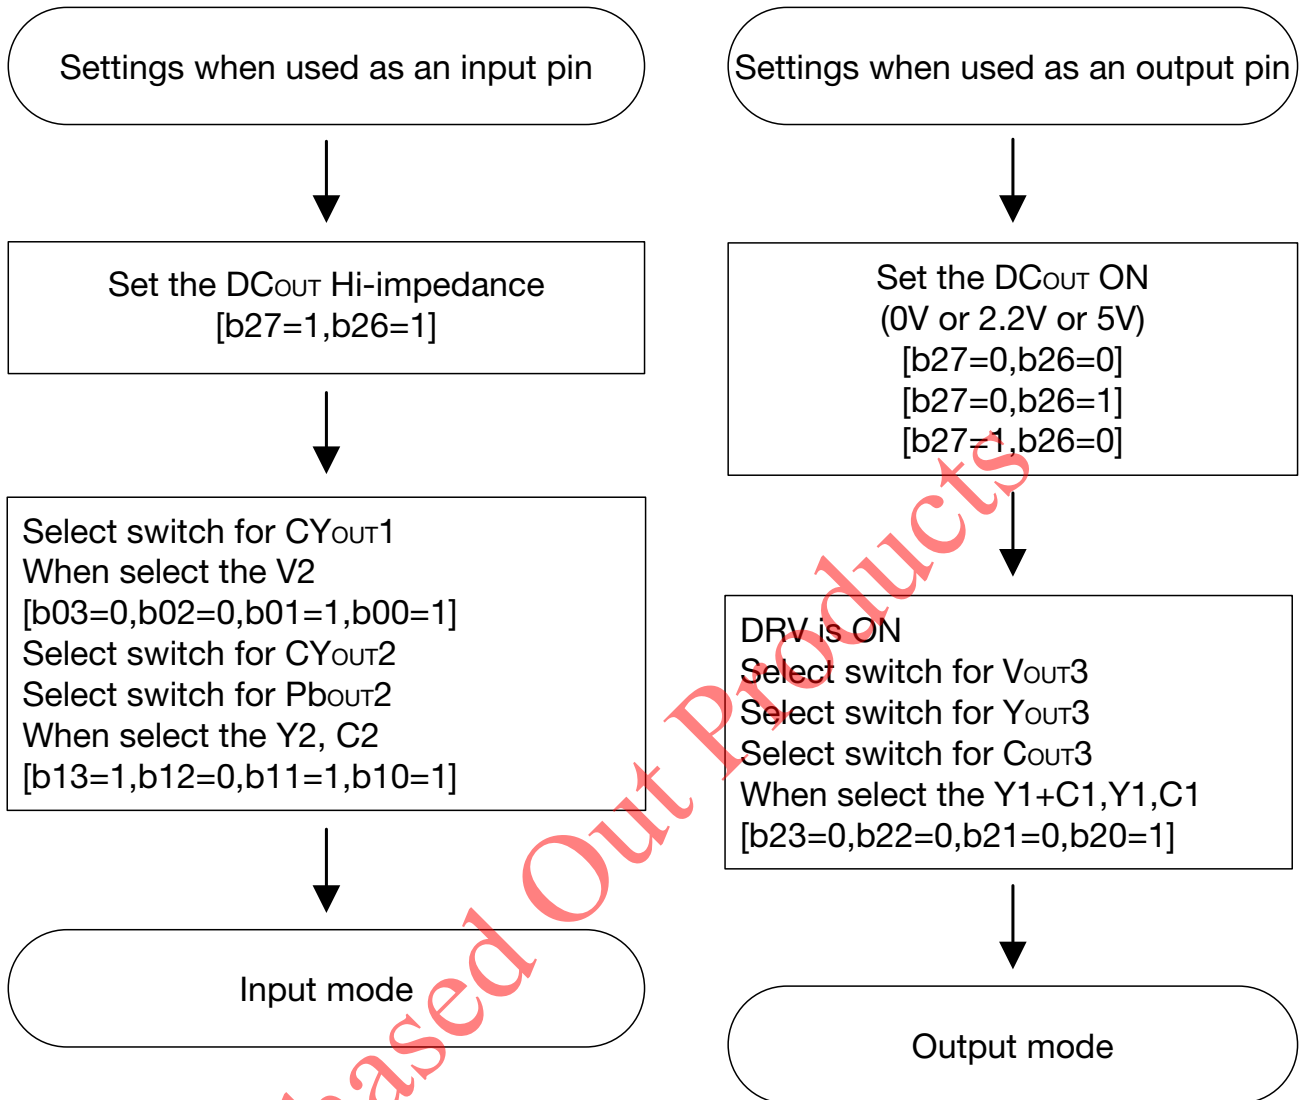 Settings when used as an input pin
Set the DCOUT Hi-impedance
[b27=1,b26=1]
Select switch for CYOUT1
When select the V2
[b03=0,b02=0,b01=1,b00=1]
Select switch for CYOUT2
Select switch for PbOUT2
When select the Y2, C2
[b13=1,b12=0,b11=1,b10=1]
Input mode
Settings when used as an output pin
Set the DCOUT ON
(0V or 2.2V or 5V)
[b27=0,b26=0]
[b27=0,b26=1]
[b27=1,b26=0]
DRV is ON
Select switch for VOUT3
Select switch for YOUT3
Select switch for COUT3
When select the Y1+C1,Y1,C1
[b23=0,b22=0,b21=0,b20=1]
Output mode
ased Out Products